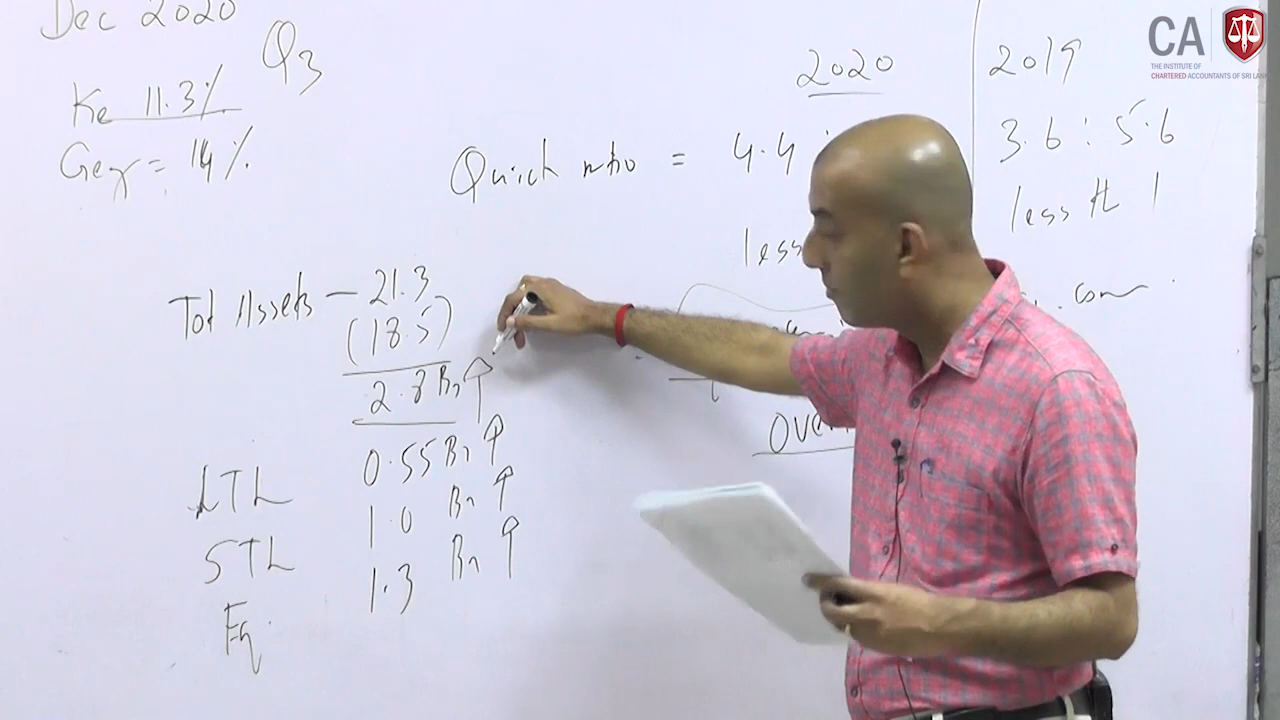 Dec 2020
Q3
Ke 11.3%
Gex = 14%
2020
2019
Quick ratio = 4.4
3.6 : 5.6
less
less th 1
Tot Assets – 21.3
(18.5)
2.8 Bn ↑
LTL 0.55 Bn ↑
STL 1.0 Bn ↑
Eq. 1.3 Bn ↑
CA
THE INSTITUTE OF
CHARTERED ACCOUNTANTS OF SRI LANKA